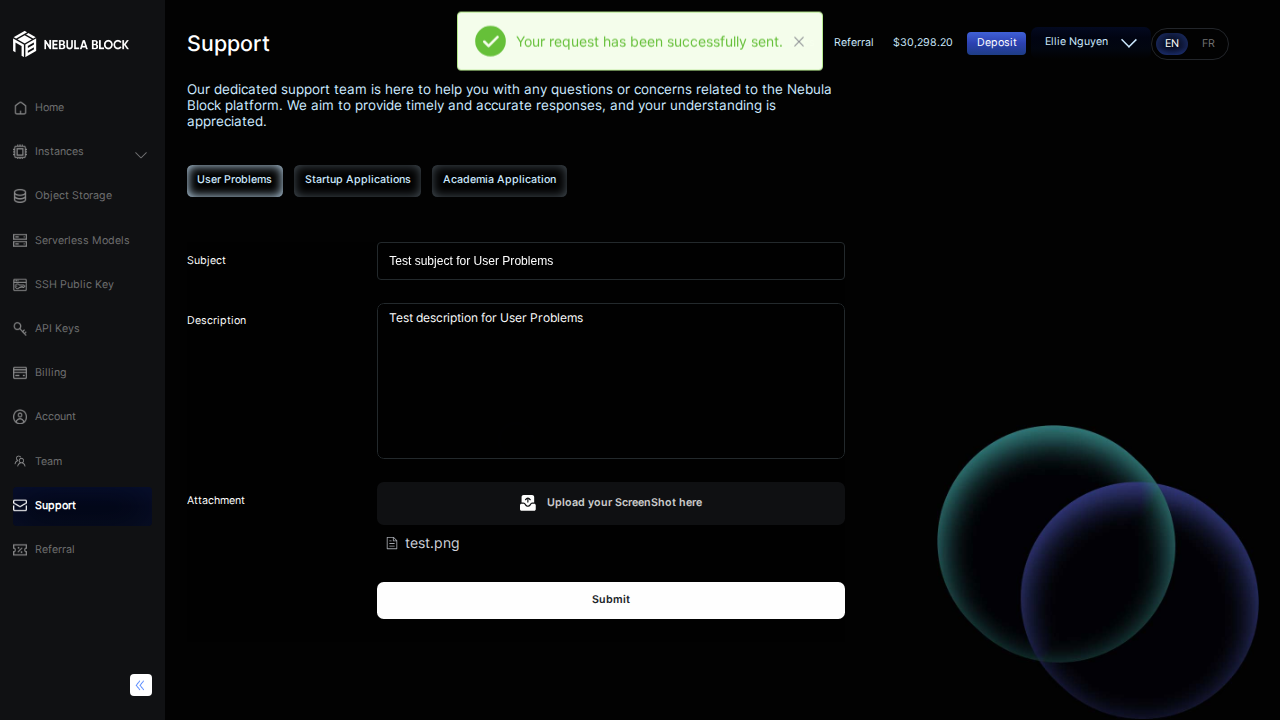 NEBULA BLOCK
Support
Your request has been successfully sent.
Referral
$30,298.20
Deposit
Ellie Nguyen
EN
FR
Our dedicated support team is here to help you with any questions or concerns related to the Nebula
Block platform. We aim to provide timely and accurate responses, and your understanding is
appreciated.
Home
Instances
Object Storage
Serverless Models
SSH Public Key
API Keys
Billing
Account
Team
Support
Referral
User Problems
Startup Applications
Academia Application
Subject
Test subject for User Problems
Description
Test description for User Problems
Attachment
Upload your ScreenShot here
test.png
Submit